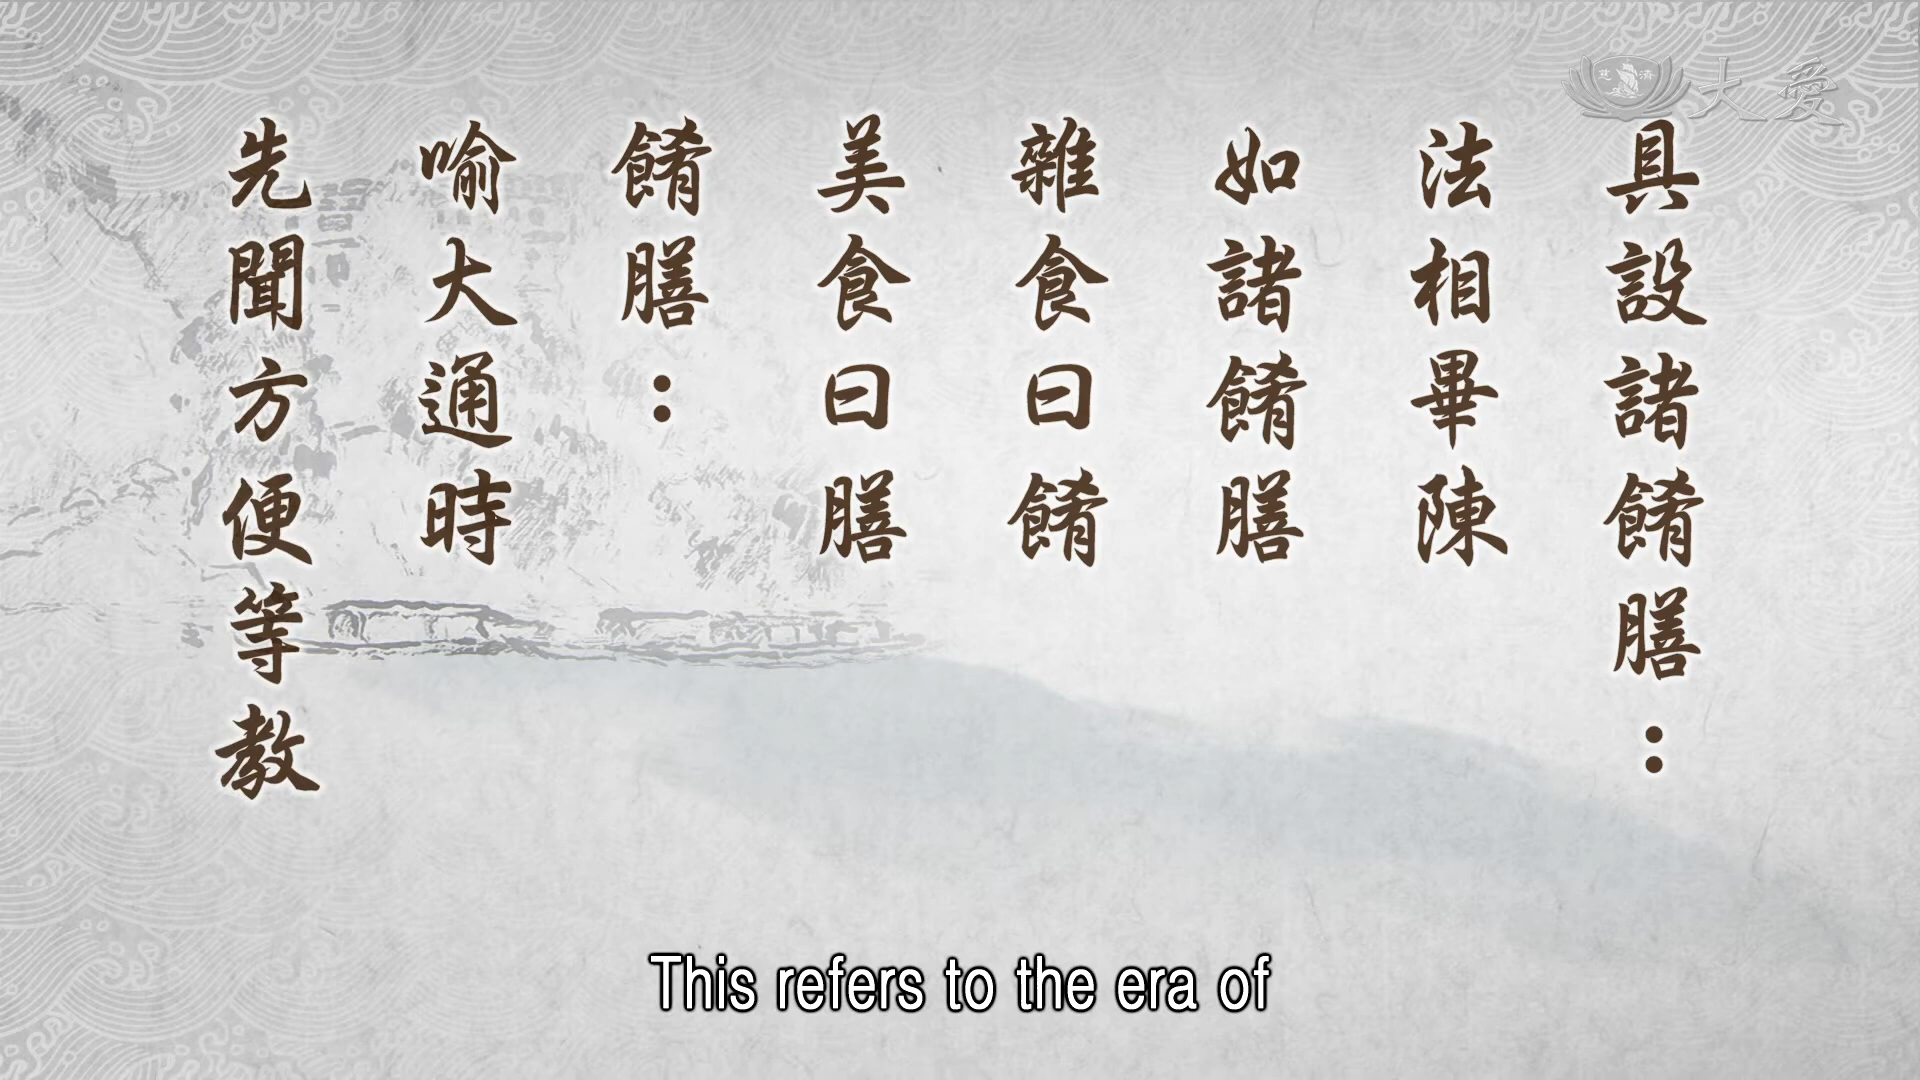 具設諸餚膳：
法相畢陳
如諸餚膳
雜食曰餚
美食曰膳
餚膳：
喻大通時
先聞方便等教
This refers to the era of
慈濟
大愛